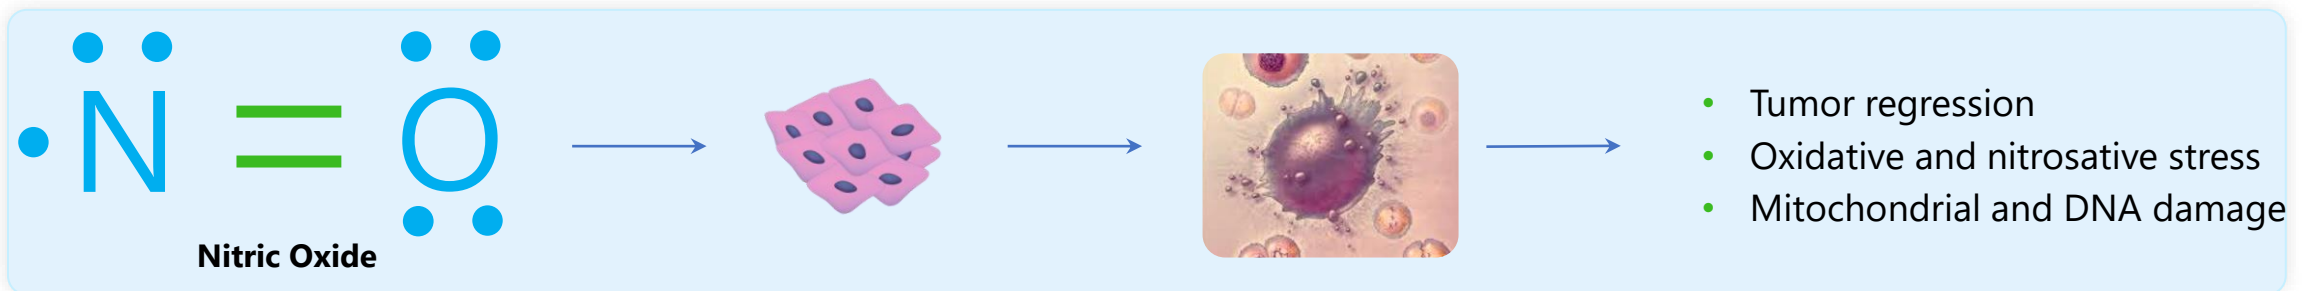 N = O
Nitric Oxide
• Tumor regression
• Oxidative and nitrosative stress
• Mitochondrial and DNA damage